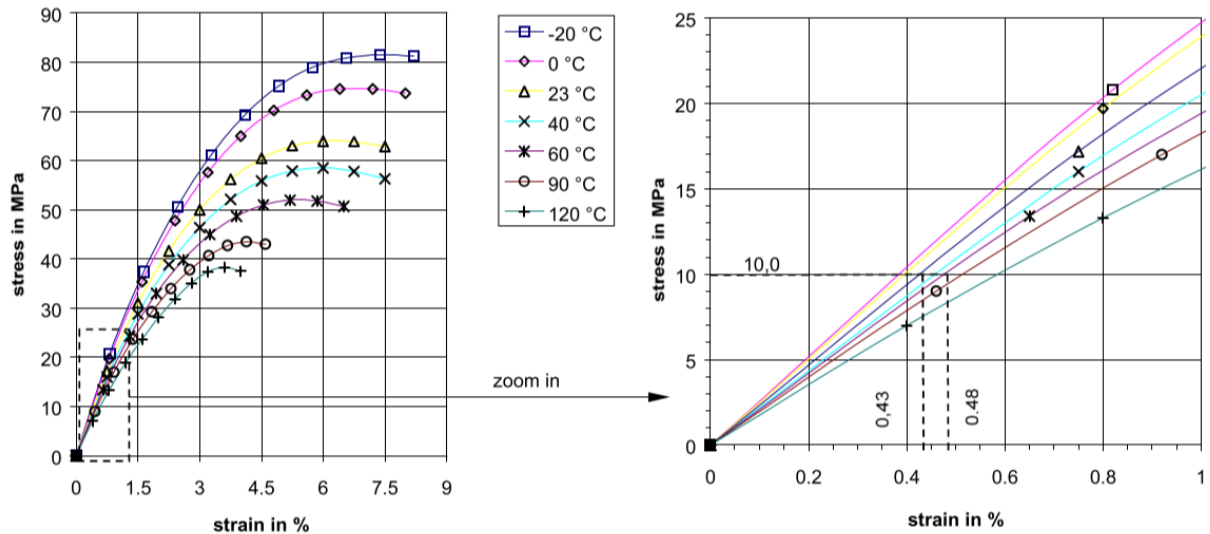 90
80
70
60
50
40
30
20
10
0
stress in MPa
0 1.5 3 4.5 6 7.5 9
strain in %
-20 °C
0 °C
23 °C
40 °C
60 °C
90 °C
120 °C
zoom in
25
20
15
10
5
0
stress in MPa
10,0
0,43
0.48
0 0.2 0.4 0.6 0.8 1
strain in %